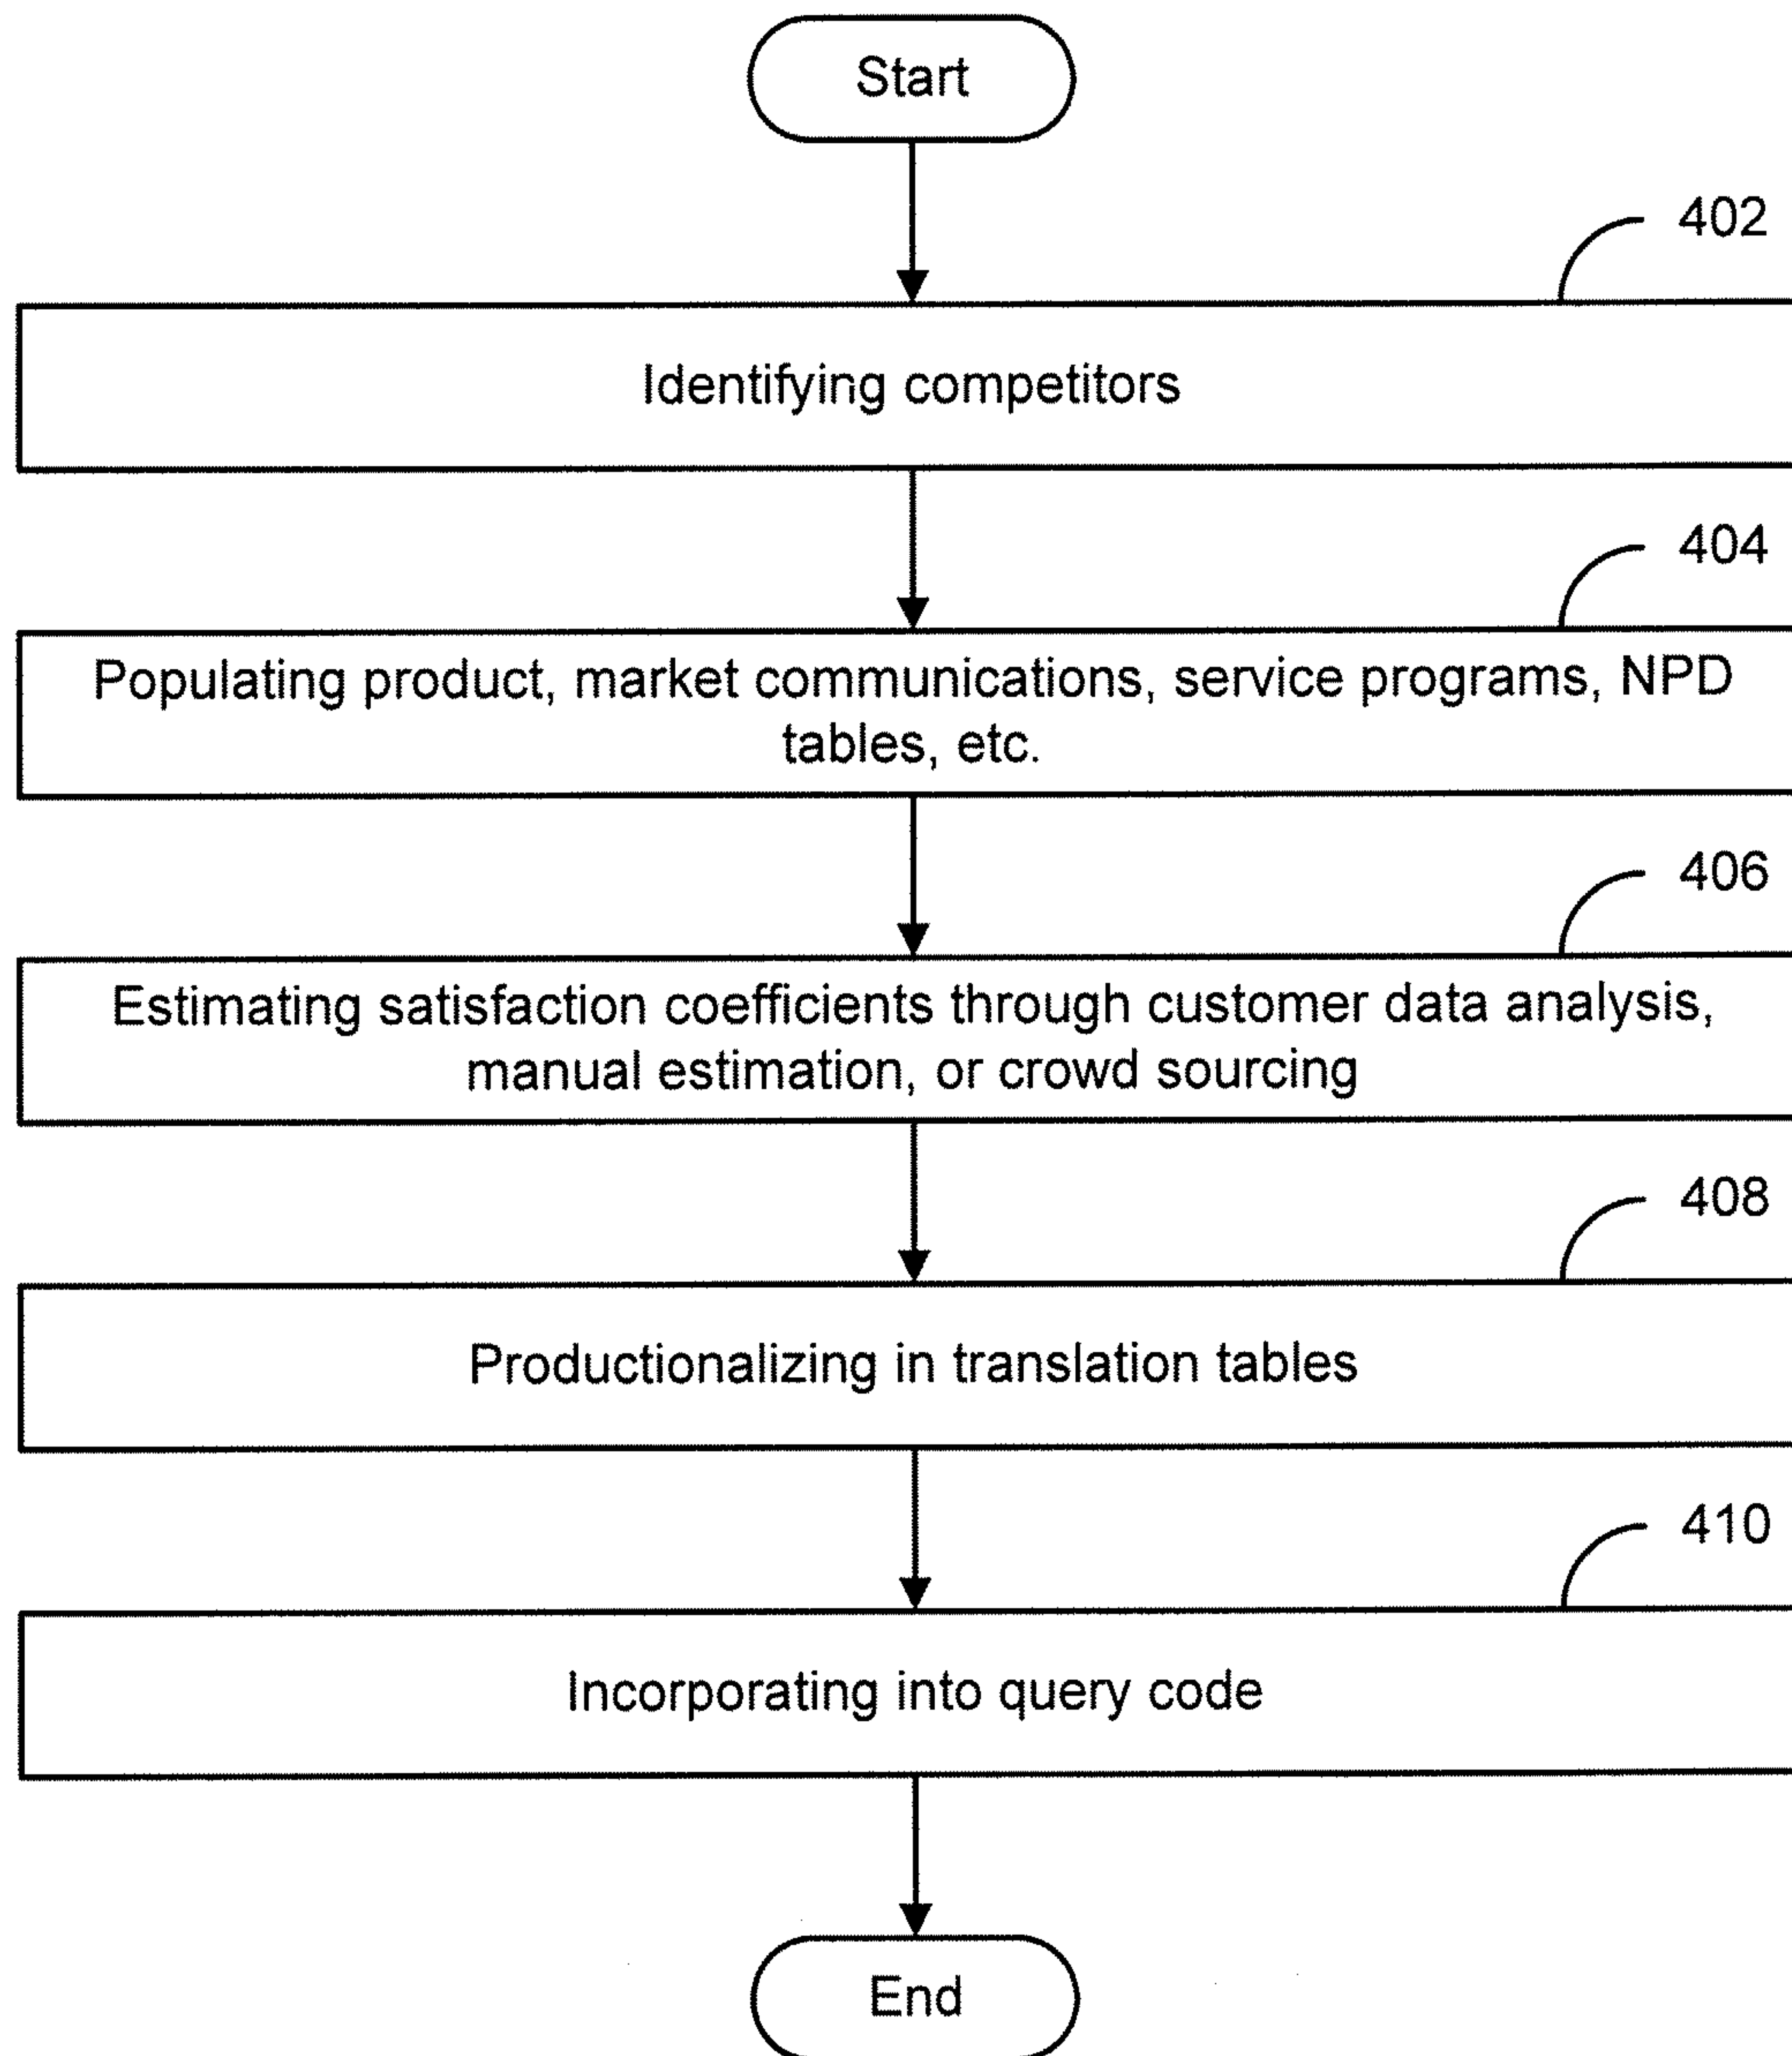 Start
402
Identifying competitors
404
Populating product, market communications, service programs, NPD
tables, etc.
406
Estimating satisfaction coefficients through customer data analysis,
manual estimation, or crowd sourcing
408
Productionalizing in translation tables
410
Incorporating into query code
End